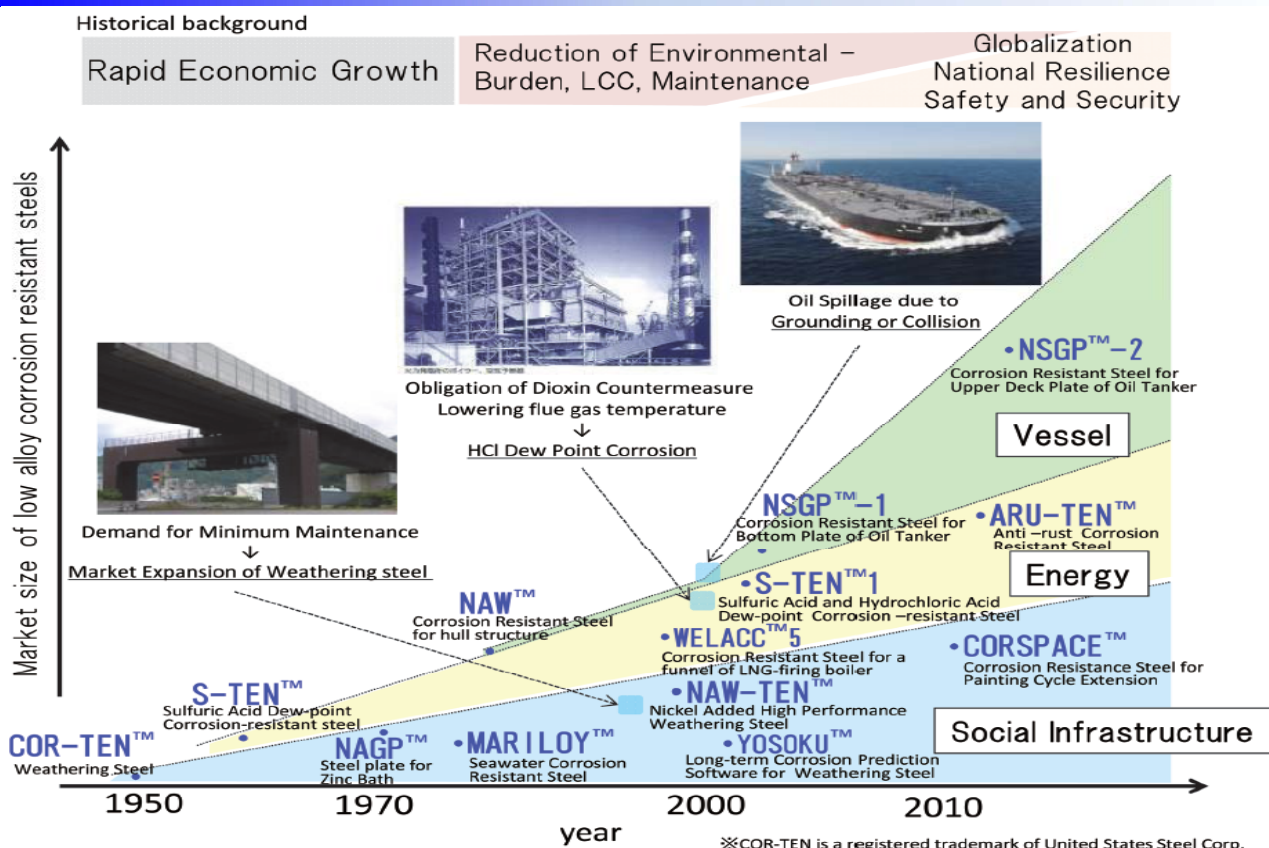 Historical background
Rapid Economic Growth
Reduction of Environmental –
Burden, LCC, Maintenance
Globalization
National Resilience
Safety and Security
Market size of low alloy corrosion resistant steels
Oil Spillage due to
Grounding or Collision
Obligation of Dioxin Countermeasure
Lowering flue gas temperature
↓
HCl Dew Point Corrosion
Demand for Minimum Maintenance
↓
Market Expansion of Weathering steel
•NSGP™-2
Corrosion Resistant Steel for
Upper Deck Plate of Oil Tanker
Vessel
NSGP™-1
Corrosion Resistant Steel for
Bottom Plate of Oil Tanker
•ARU-TEN™
Anti –rust Corrosion
Resistant Steel
Energy
•S-TEN™1
Sulfuric Acid and Hydrochloric Acid
Dew-point Corrosion –resistant Steel
NAW™
Corrosion Resistant Steel
for hull structure
•WELACC™5
Corrosion Resistant Steel for a
funnel of LNG-firing boiler
•CORSPACE™
Corrosion Resistance Steel for
Painting Cycle Extension
S-TEN™
Sulfuric Acid Dew-point
Corrosion-resistant steel
•NAW-TEN™
Nickel Added High Performance
Weathering Steel
Social Infrastructure
COR-TEN™
Weathering Steel
NAGP™
Steel plate for
Zinc Bath
•MARILOY™
Seawater Corrosion
Resistant Steel
•YOSOKU™
Long-term Corrosion Prediction
Software for Weathering Steel
1950
1970
2000
2010
year
※COR-TEN is a registered trademark of United States Steel Corp.